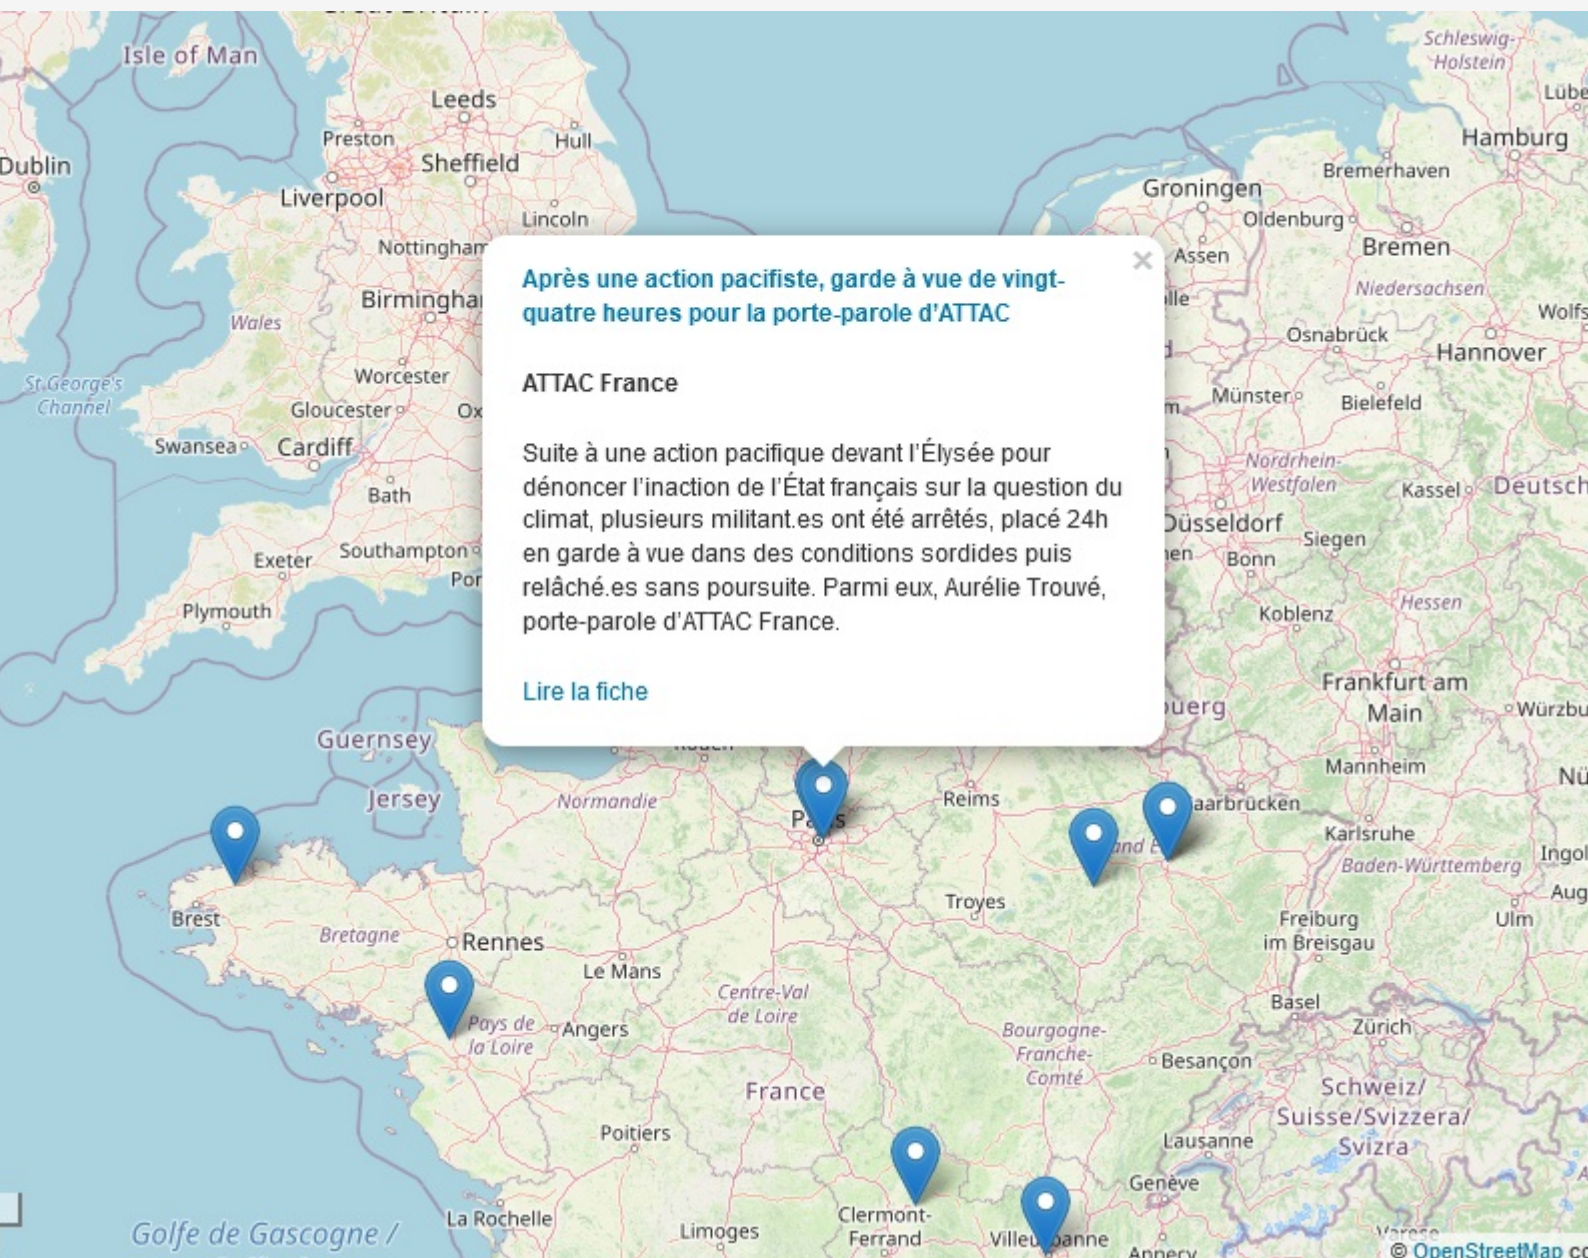 Isle of Man
Schleswig-
Holstein
Leeds
Preston
Hull
Hamburg
Dublin
Sheffield
Bremerhaven
Liverpool
Groningen
Lincoln
Oldenburg
Nottingham
Assen
Bremen
Niedersachsen
Wales
Osnabrück
Hannover
Worcester
Gloucester
Münster
Bielefeld
St George's
Channel
Swansea
Cardiff
Nordrhein-
Westfalen
Kassel
Bath
Düsseldorf
Siegen
Exeter
Southampton
Bonn
Plymouth
Koblenz
Hessen
Frankfurt am
Main
Après une action pacifiste, garde à vue de vingt-
quatre heures pour la porte-parole d'ATTAC
ATTAC France
Suite à une action pacifique devant l'Élysée pour
dénoncer l'inaction de l'État français sur la question du
climat, plusieurs militant.es ont été arrêtés, placé 24h
en garde à vue dans des conditions sordides puis
relâché.es sans poursuite. Parmi eux, Aurélie Trouvé,
porte-parole d'ATTAC France.
Lire la fiche
Guernsey
Jersey
Normandie
Reims
Mannheim
Karlsruhe
Baden-Württemberg
Troyes
Brest
Bretagne
Rennes
Freiburg
im Breisgau
Ulm
Le Mans
Centre-Val
de Loire
Basel
Pays de
la Loire
Angers
Bourgogne-
Franche-
Comté
Zürich
Besançon
France
Schweiz/
Suisse/Svizzera/
Svizra
Poitiers
Lausanne
Genève
La Rochelle
Limoges
Clermont-
Ferrand
Golfe de Gascogne /
© OpenStreetMap